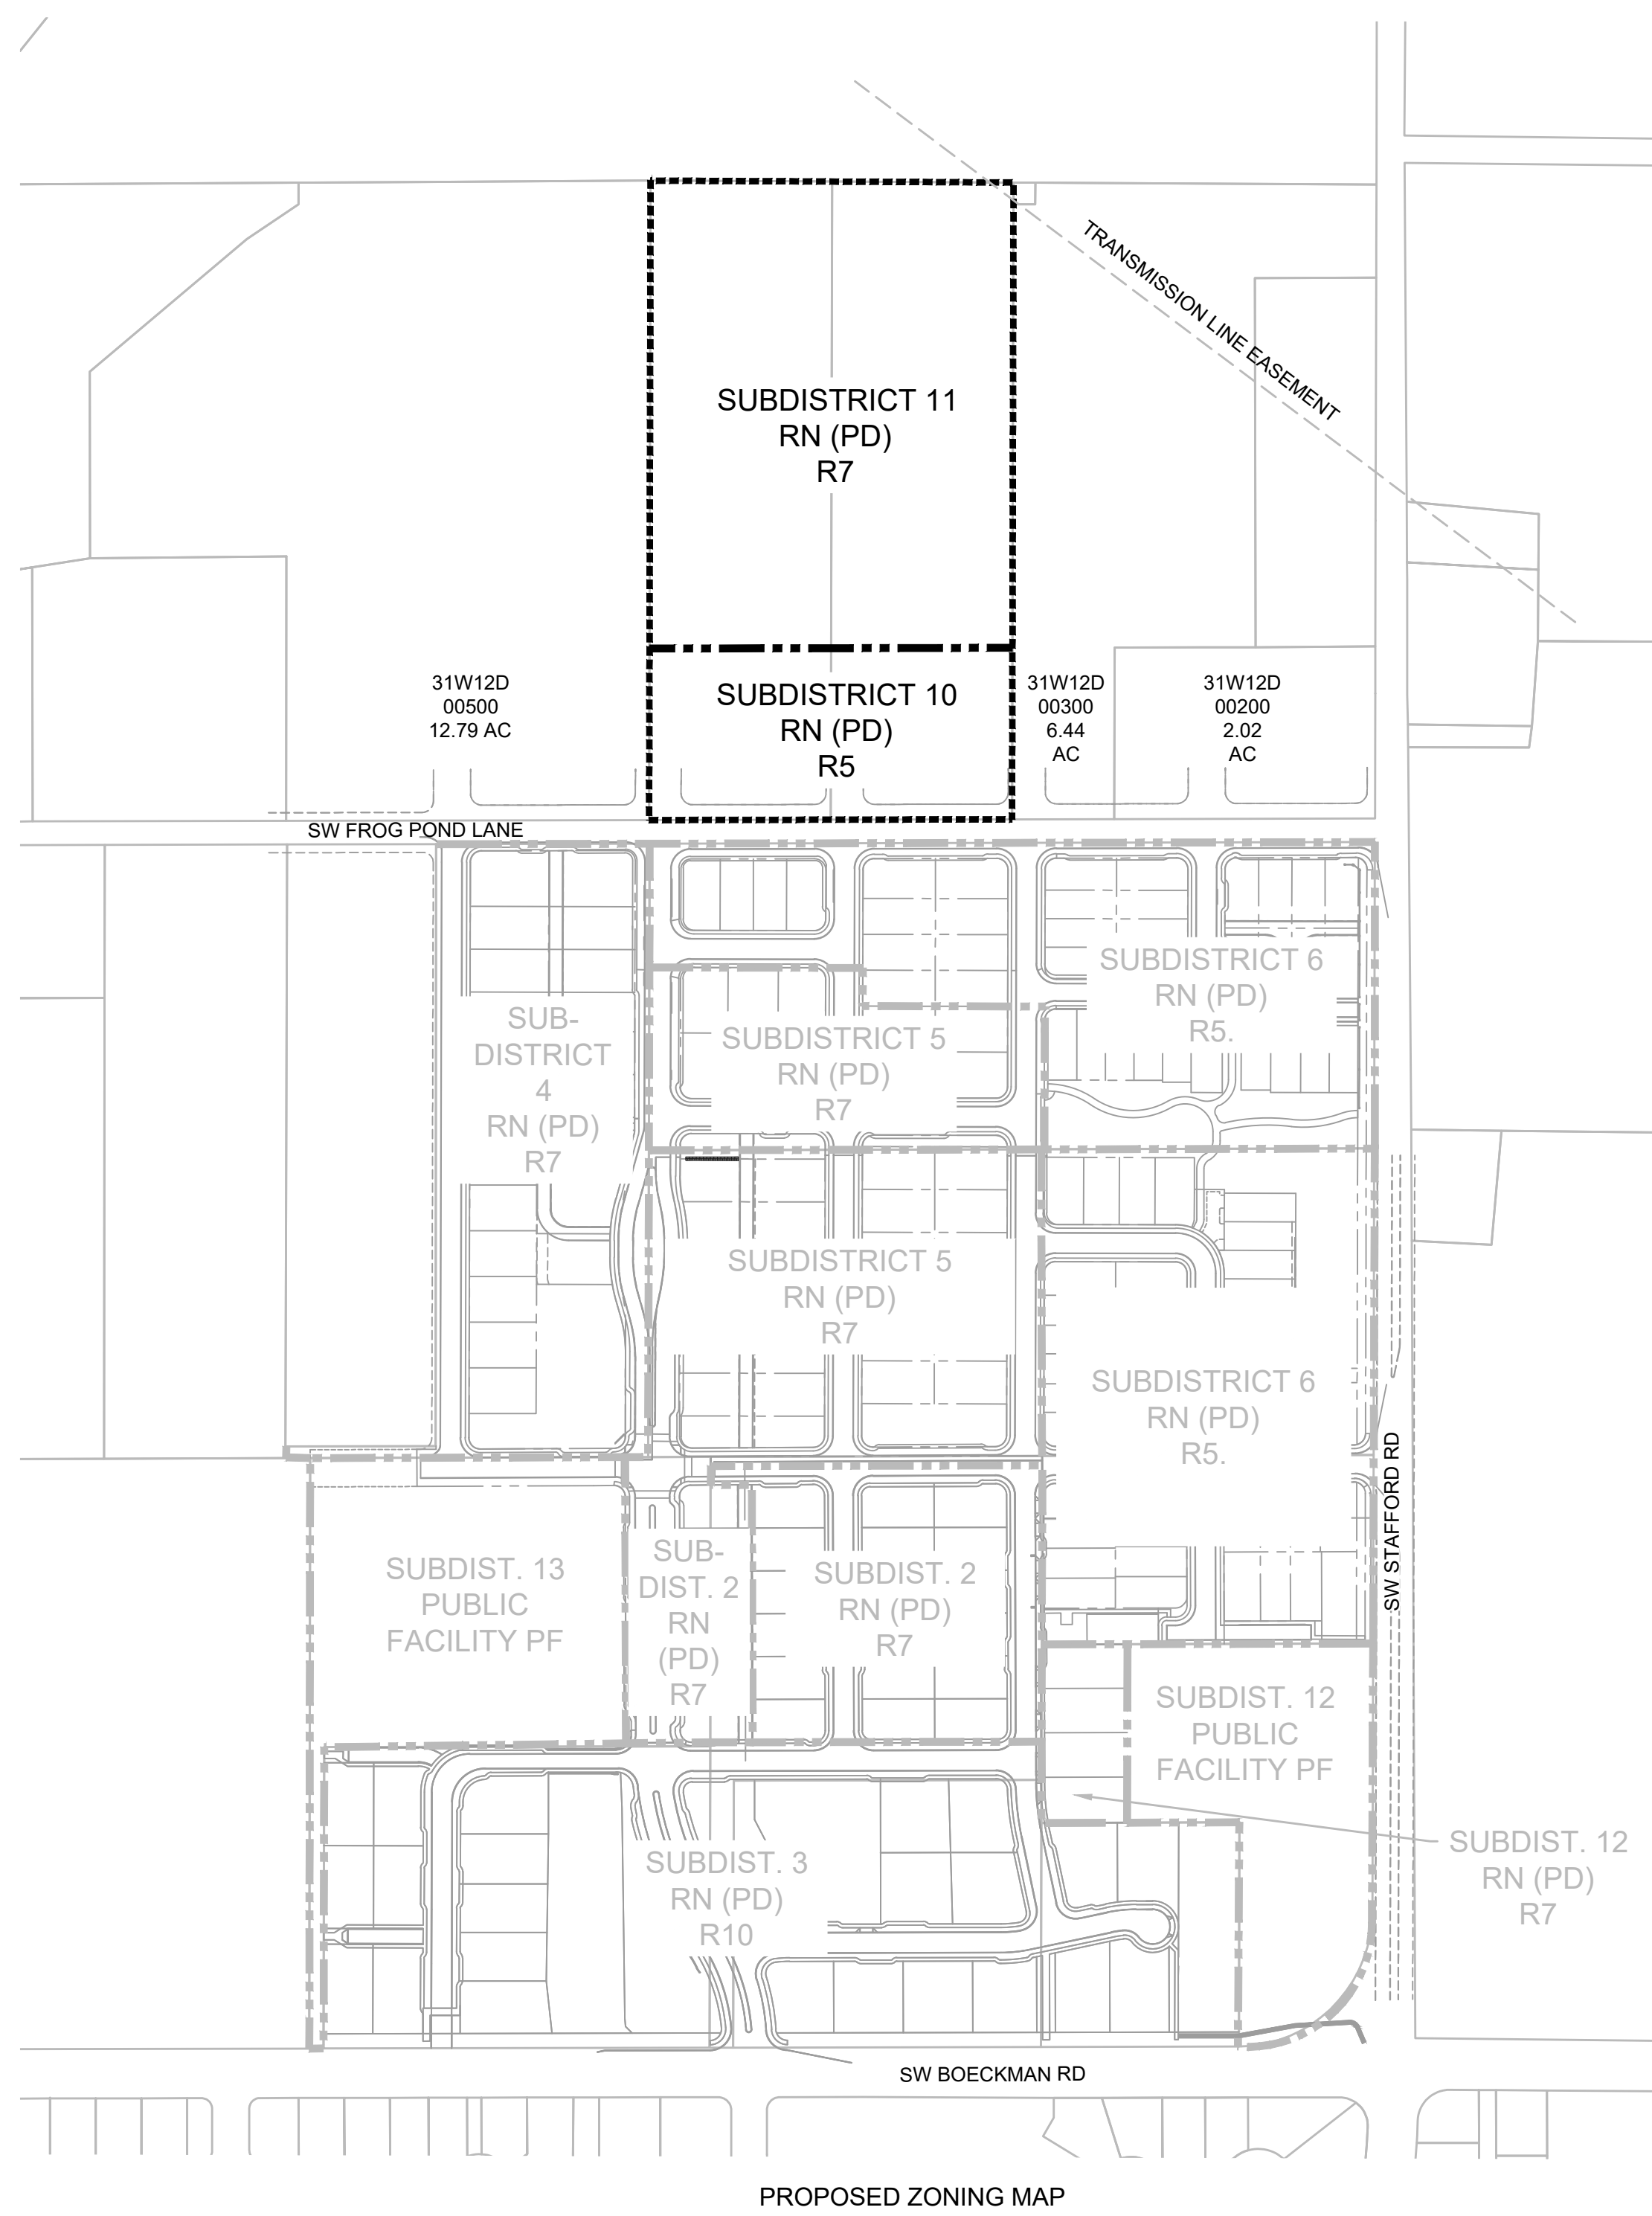 TRANSMISSION LINE EASEMENT
SUBDISTRICT 11
RN (PD)
R7
31W12D
00500
12.79 AC
SUBDISTRICT 10
RN (PD)
R5
31W12D
00300
6.44
AC
31W12D
00200
2.02
AC
SW FROG POND LANE
SUB-
DISTRICT
4
RN (PD)
R7
SUBDISTRICT 5
RN (PD)
R7
SUBDISTRICT 6
RN (PD)
R5.
SUBDISTRICT 5
RN (PD)
R7
SUBDISTRICT 6
RN (PD)
R5.
SW STAFFORD RD
SUBDIST. 13
PUBLIC
FACILITY PF
SUB-
DIST. 2
RN
(PD)
R7
SUBDIST. 2
RN (PD)
R7
SUBDIST. 12
PUBLIC
FACILITY PF
SUBDIST. 3
RN (PD)
R10
SUBDIST. 12
RN (PD)
R7
SW BOECKMAN RD
PROPOSED ZONING MAP